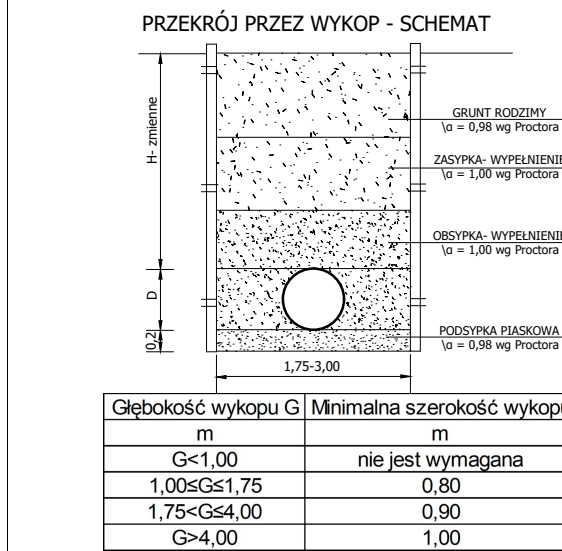 PRZEKRÓJ PRZEZ WYKOP - SCHEMAT
H- zmienne
D
0,2
GRUNT RODZIMY
\a = 0,98 wg Proctora
ZASYPKA- WYPEŁNIENIE
\a = 1,00 wg Proctora
OBSYPKA- WYPEŁNIENIE
\a = 1,00 wg Proctora
PODSYPKA PIASKOWA
\a = 0,98 wg Proctora
1,75-3,00
Głębokość wykopu G Minimalna szerokość wykopu
m m
G<1,00 nie jest wymagana
1,00≤G≤1,75 0,80
1,75<G≤4,00 0,90
G>4,00 1,00